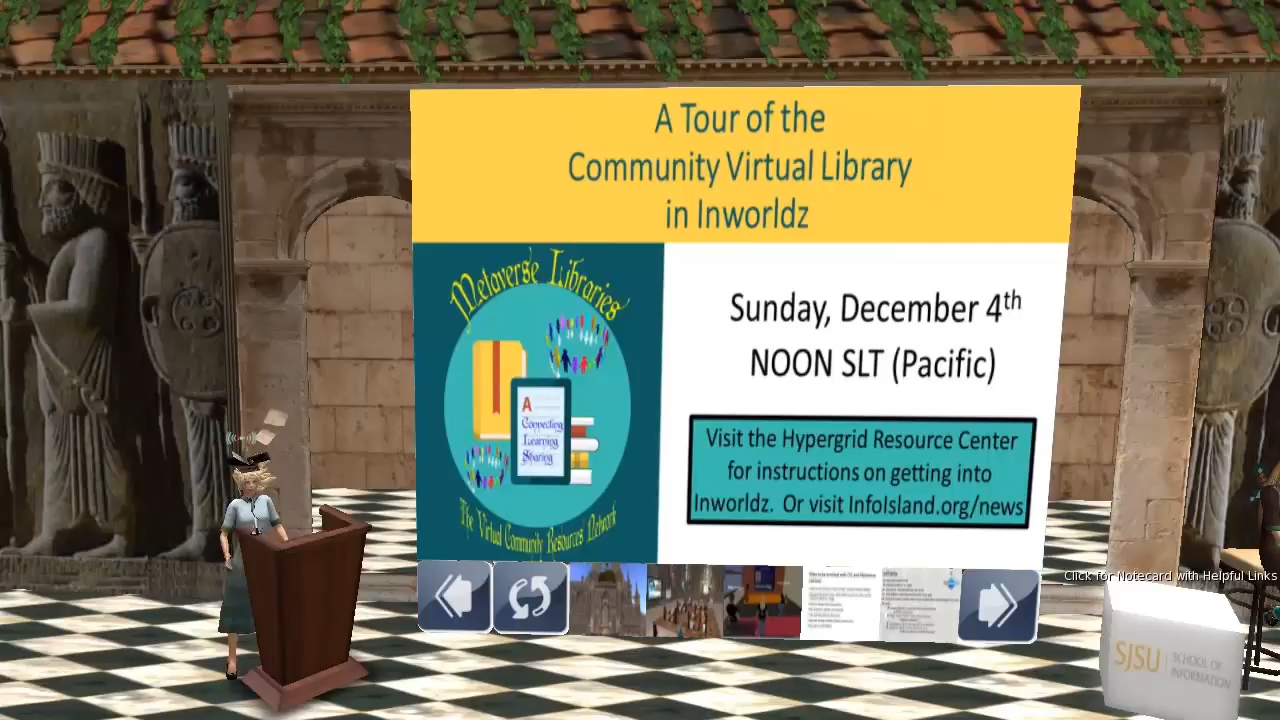 A Tour of the
Community Virtual Library
in Inworldz
Metaverse Libraries
A
Connecting
Learning
Sharing
The Virtual Community Resources Network
Sunday, December 4th
NOON SLT (Pacific)
Visit the Hypergrid Resource Center
for instructions on getting into
Inworldz. Or visit InfoIsland.org/news
Click for Notecard with Helpful Links
SJSU
SCHOOL OF
INFORMATION